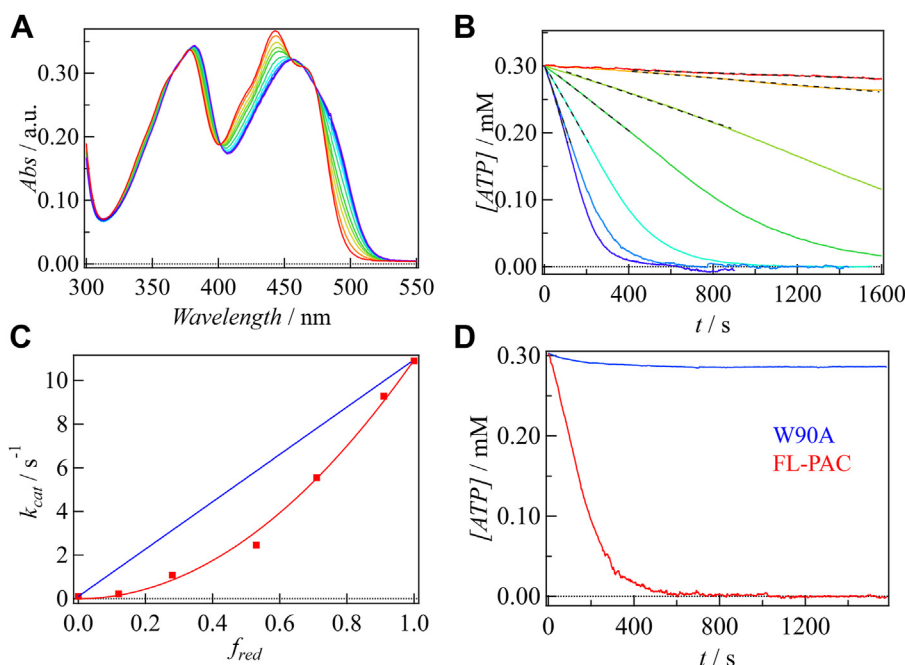 A
Abs / a.u.
0.30
0.20
0.10
0.00
300 350 400 450 500 550
Wavelength / nm
B
[ATP] / mM
0.30
0.20
0.10
0.00
0 400 800 1200 1600
t / s
C
k_cat / s^-1
10
8
6
4
2
0
0.0 0.2 0.4 0.6 0.8 1.0
f_red
D
[ATP] / mM
0.30
0.20
0.10
0.00
W90A
FL-PAC
0 400 800 1200
t / s